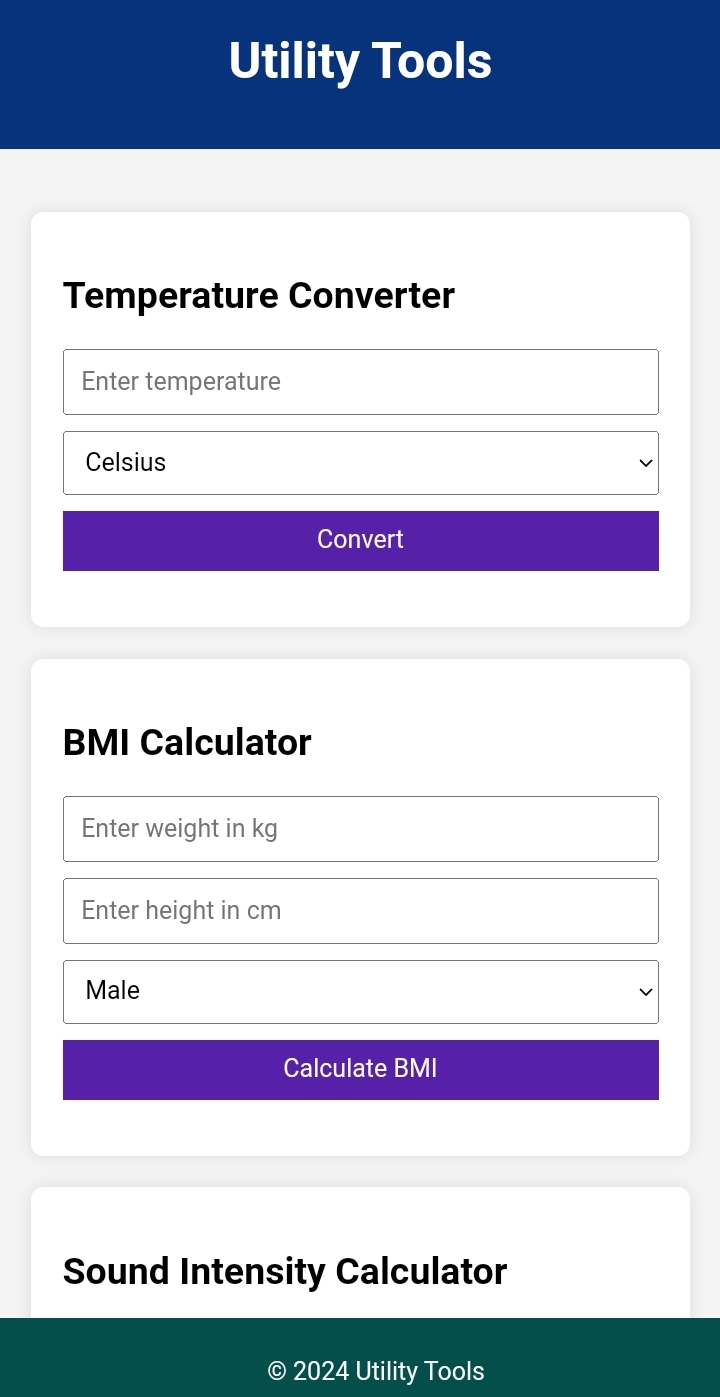 Utility Tools
Temperature Converter
Enter temperature
Celsius
Convert
BMI Calculator
Enter weight in kg
Enter height in cm
Male
Calculate BMI
Sound Intensity Calculator
© 2024 Utility Tools